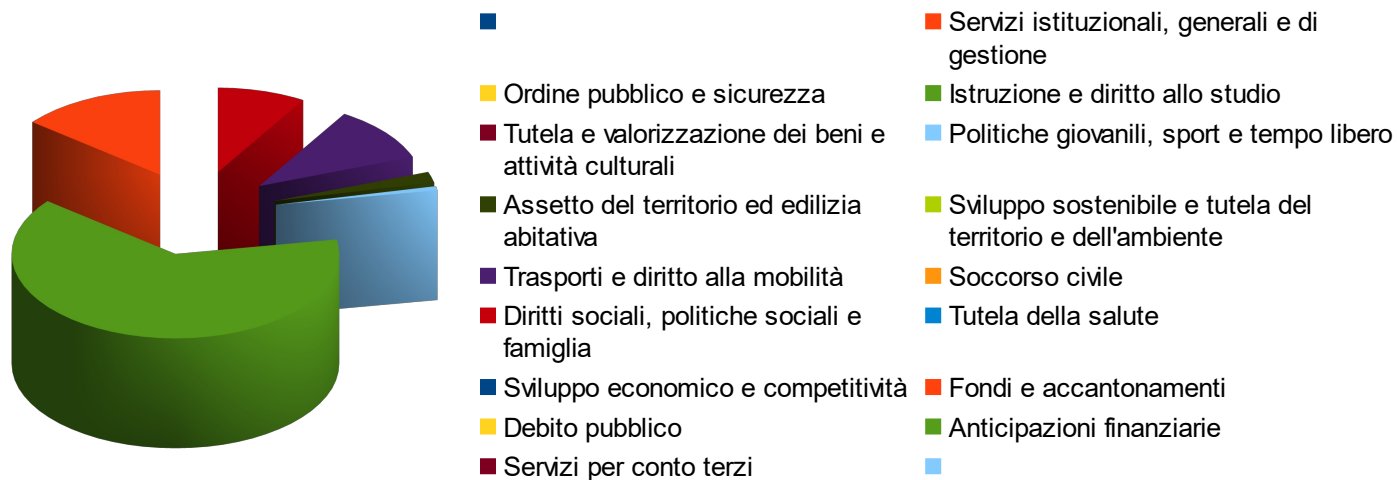 Servizi istituzionali, generali e di
gestione
Ordine pubblico e sicurezza
Istruzione e diritto allo studio
Tutela e valorizzazione dei beni e
attività culturali
Politiche giovanili, sport e tempo libero
Assetto del territorio ed edilizia
abitativa
Sviluppo sostenibile e tutela del
territorio e dell'ambiente
Trasporti e diritto alla mobilità
Soccorso civile
Diritti sociali, politiche sociali e
famiglia
Tutela della salute
Sviluppo economico e competitività
Fondi e accantonamenti
Debito pubblico
Anticipazioni finanziarie
Servizi per conto terzi